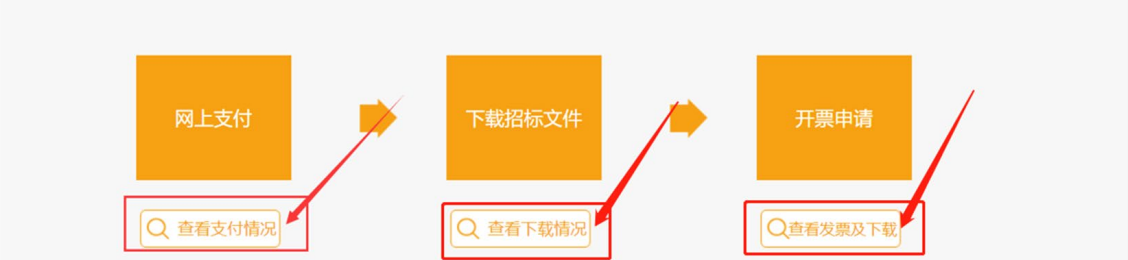 网上支付
下载招标文件
开票申请
查看支付情况
查看下载情况
查看发票及下载